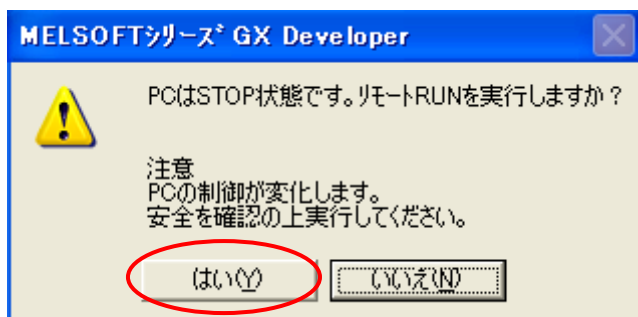 MELSOFTシリーズ GX Developer
PCはSTOP状態です。リモートRUNを実行しますか？
注意
PCの制御が変化します。
安全を確認の上実行してください。
はい(Y)
いいえ(N)